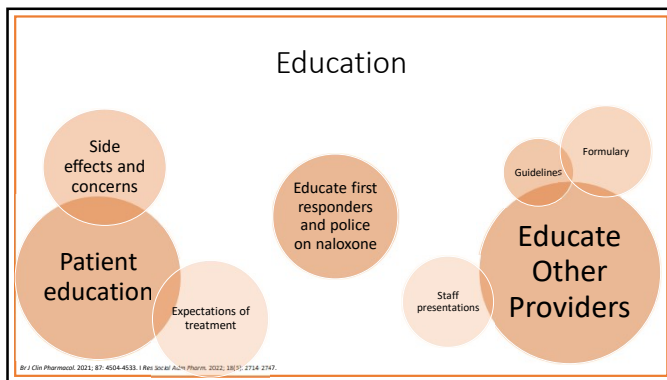 Education
Side
effects and
concerns
Patient
education
Expectations of
treatment
Educate first
responders
and police
on naloxone
Guidelines
Formulary
Educate
Other
Providers
Staff
presentations
Br J Clin Pharmacol. 2021; 87: 4504-4533. I Res Social Adm Pharm. 2022; 18(5): 2714-2747.